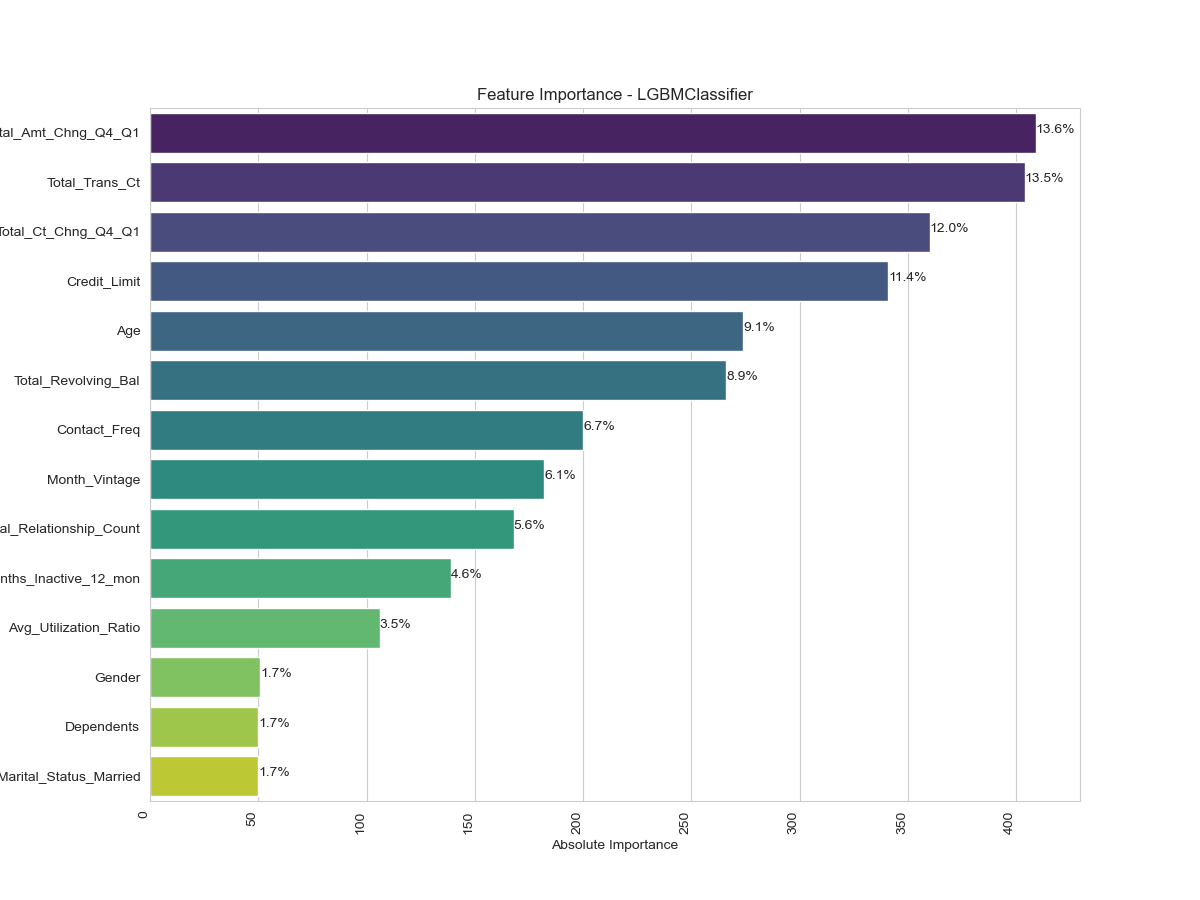 Feature Importance - LGBMClassifier
tal_Amt_Chng_Q4_Q1 13.6%
Total_Trans_Ct 13.5%
Total_Ct_Chng_Q4_Q1 12.0%
Credit_Limit 11.4%
Age 9.1%
Total_Revolving_Bal 8.9%
Contact_Freq 6.7%
Month_Vintage 6.1%
al_Relationship_Count 5.6%
nths_Inactive_12_mon 4.6%
Avg_Utilization_Ratio 3.5%
Gender 1.7%
Dependents 1.7%
Marital_Status_Married 1.7%
0 50 100 150 200 250 300 350 400
Absolute Importance